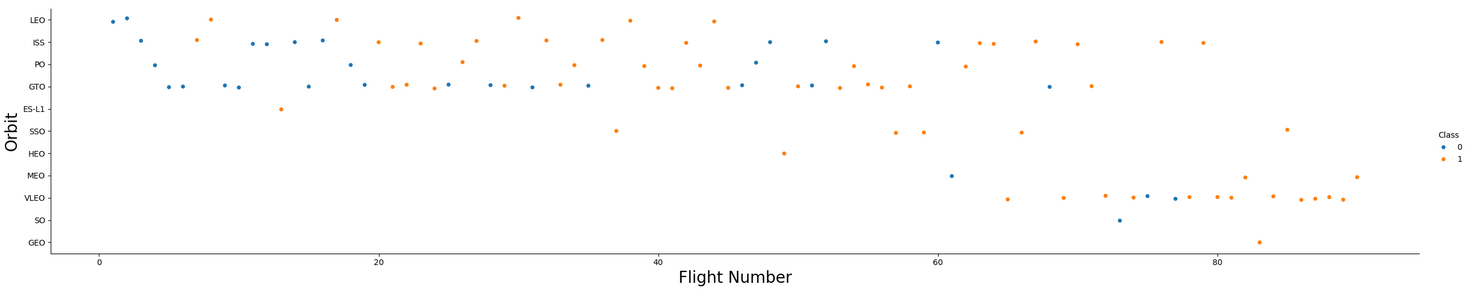 LEO
ISS
PO
GTO
ES-L1
SSO
HEO
MEO
VLEO
SO
GEO
Orbit
0 20 40 60 80
Flight Number
Class
0
1